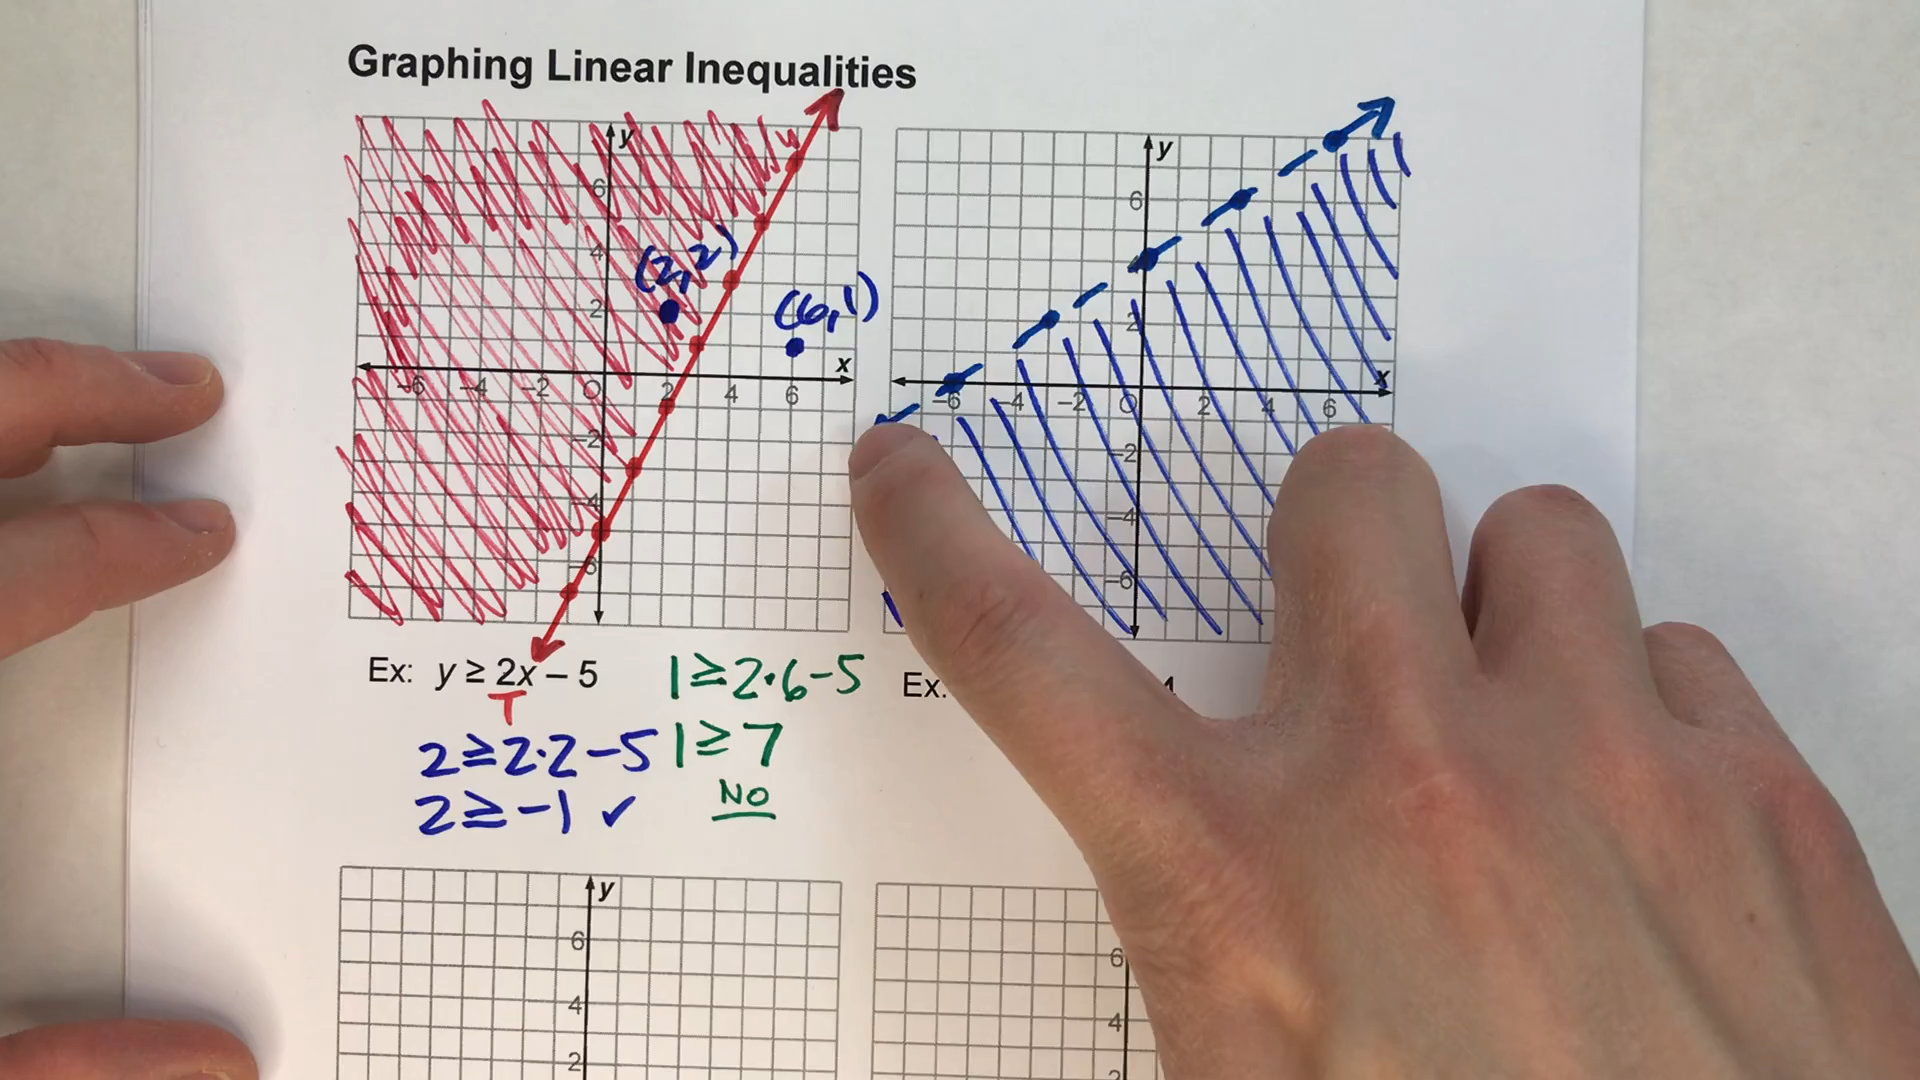 Graphing Linear Inequalities
y
6
4
(2,2)
(6,1)
2
x
-6 -4 -2 O 2 4 6
-2
-4
-6
y
6
4
2
x
-6 -4 -2 O 2 4 6
-2
-4
-6
Ex: y ≥ 2x – 5
T
2≥2·2-5
2≥-1 ✓
1≥2·6-5
1≥7
NO
Ex:
y
6
4
2
6
4